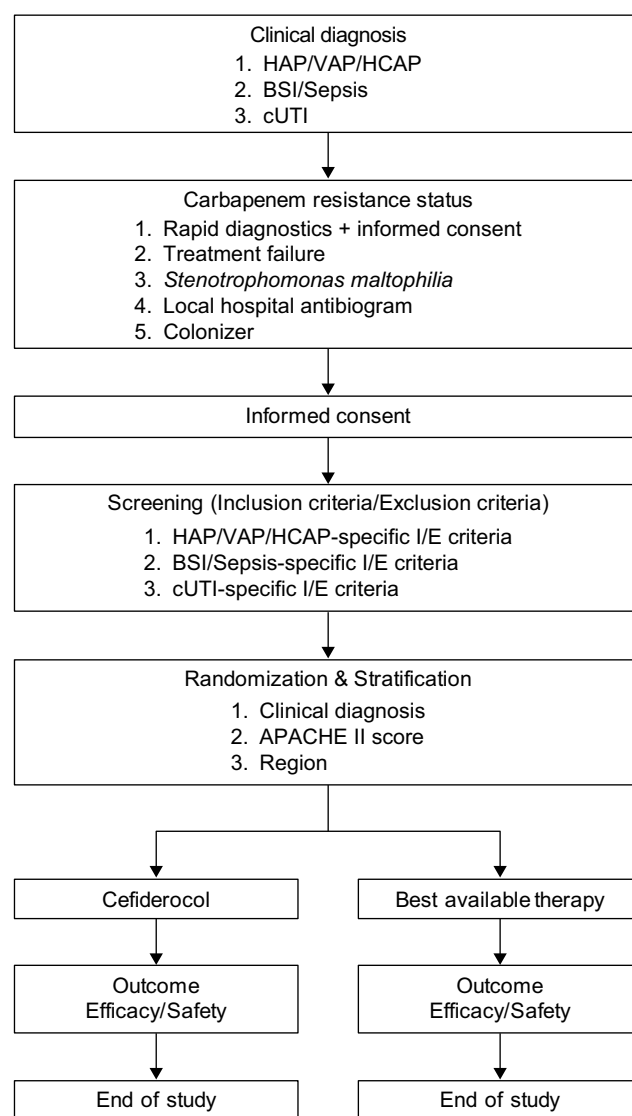 Clinical diagnosis
1. HAP/VAP/HCAP
2. BSI/Sepsis
3. cUTI
Carbapenem resistance status
1. Rapid diagnostics + informed consent
2. Treatment failure
3. Stenotrophomonas maltophilia
4. Local hospital antibiogram
5. Colonizer
Informed consent
Screening (Inclusion criteria/Exclusion criteria)
1. HAP/VAP/HCAP-specific I/E criteria
2. BSI/Sepsis-specific I/E criteria
3. cUTI-specific I/E criteria
Randomization & Stratification
1. Clinical diagnosis
2. APACHE II score
3. Region
Cefiderocol
Best available therapy
Outcome
Efficacy/Safety
Outcome
Efficacy/Safety
End of study
End of study